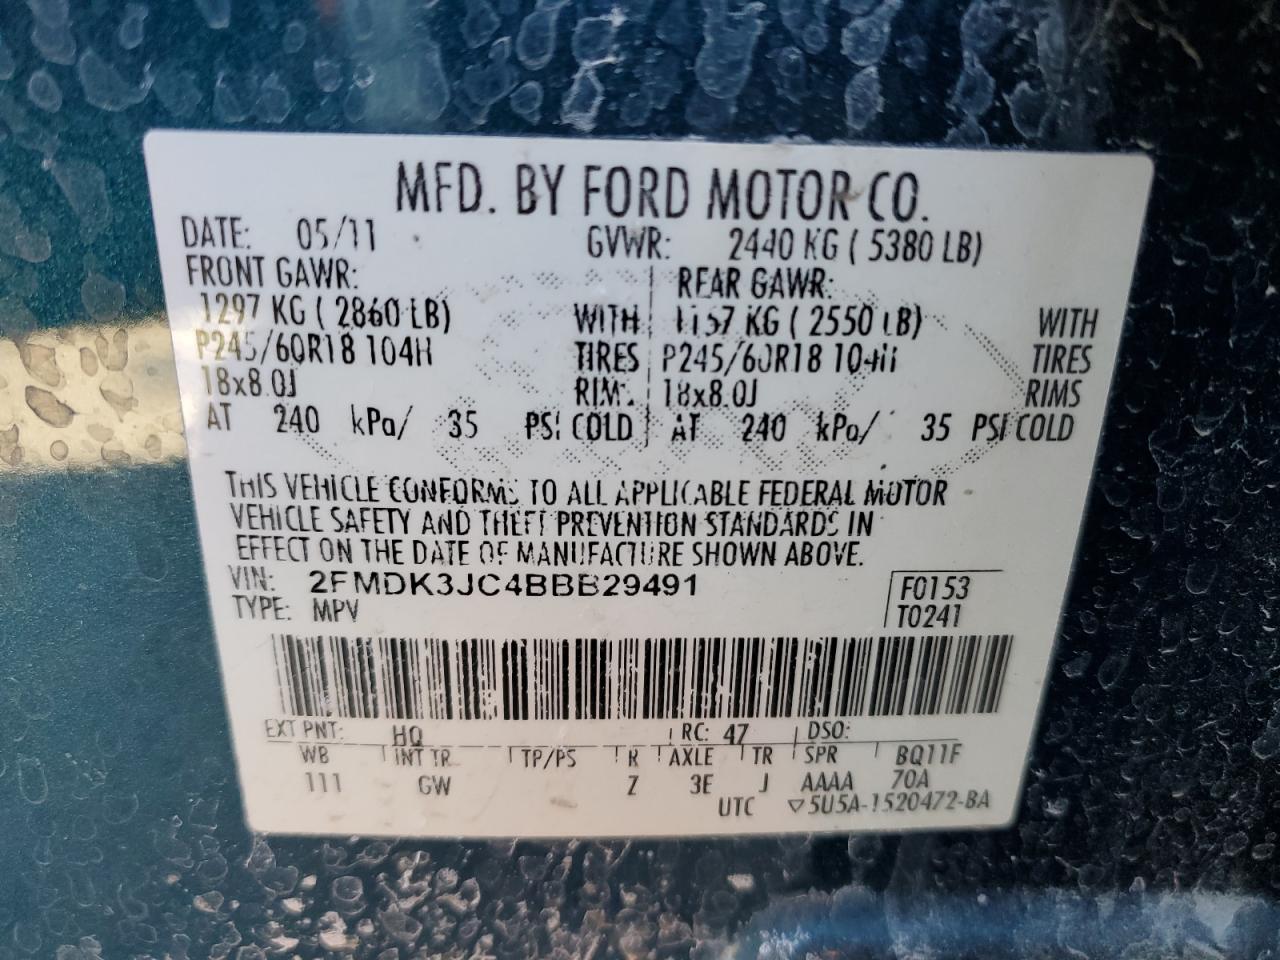 MFD. BY FORD MOTOR CO.
DATE: 05/11 GVWR: 2440 KG ( 5380 LB)
FRONT GAWR: REAR GAWR:
1297 KG ( 2860 LB) WITH 1157 KG ( 2550 LB) WITH
P245/60R18 104H TIRES P245/60R18 104H TIRES
18x8.0J RIMS 18x8.0J RIMS
AT 240 kPa/ 35 PSI COLD AT 240 kPa/ 35 PSI COLD
THIS VEHICLE CONFORMS TO ALL APPLICABLE FEDERAL MOTOR
VEHICLE SAFETY AND THEFT PREVENTION STANDARDS IN
EFFECT ON THE DATE OF MANUFACTURE SHOWN ABOVE.
VIN: 2FMDK3JC4BBB29491 F0153
TYPE: MPV T0241
EXT PNT: HQ RC: 47 DSO:
WB INT TR TP/PS R AXLE TR SPR BQ11F
111 GW Z 3E J AAAA 70A
UTC ▽5U5A-1520472-BA